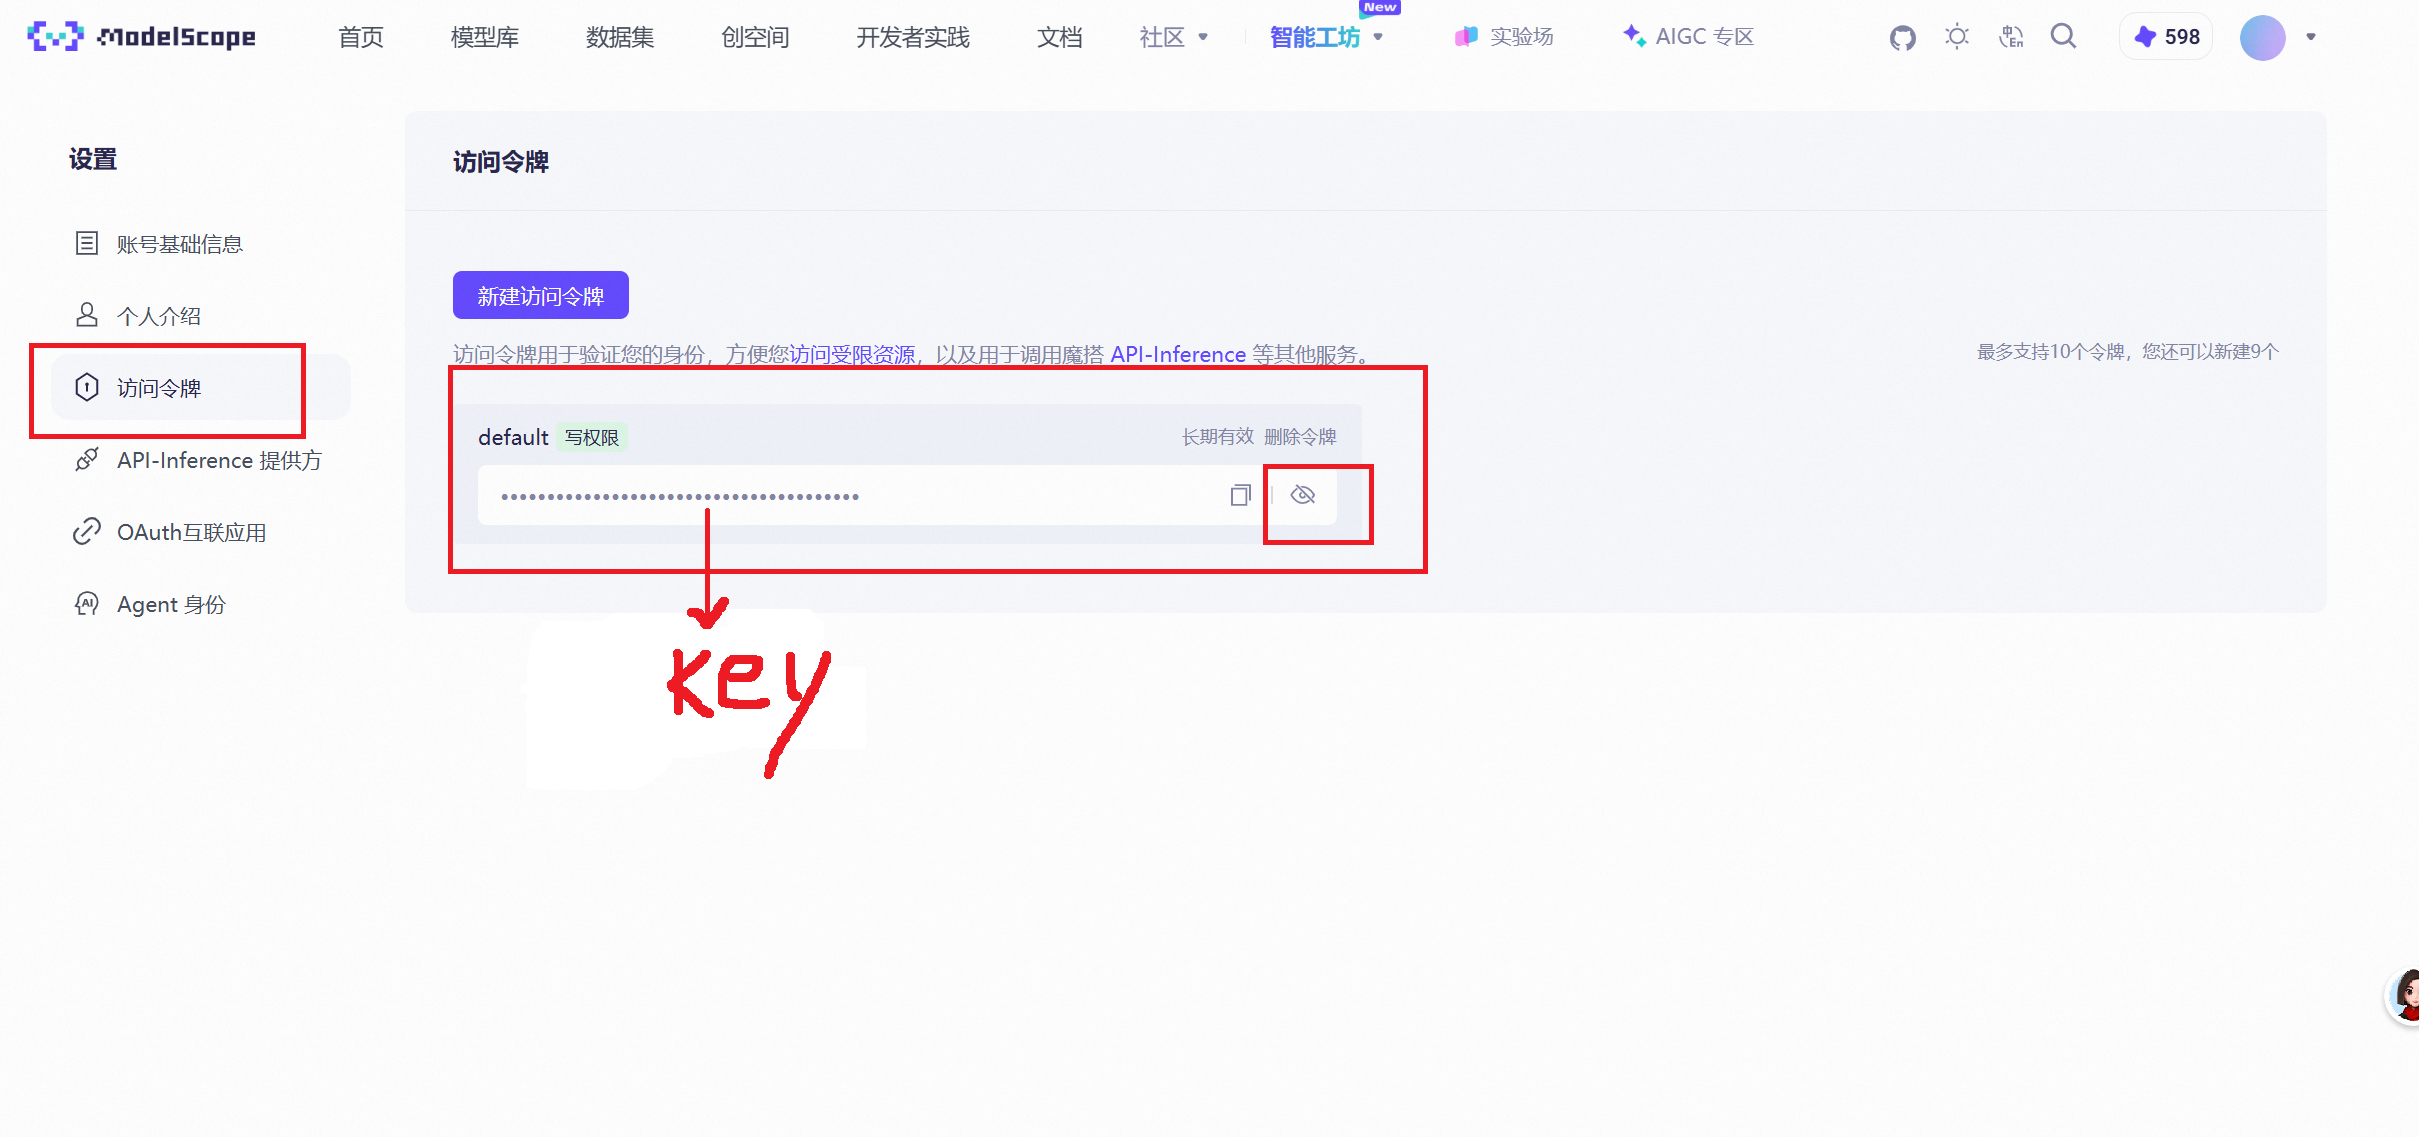 ModelScope 首页 模型库 数据集 创空间 开发者实践 文档 社区 智能工坊 New 实验场 AIGC 专区 中 En 598
设置
账号基础信息
个人介绍
访问令牌
API-Inference 提供方
OAuth互联应用
AI Agent 身份
访问令牌
新建访问令牌
访问令牌用于验证您的身份，方便您访问受限资源，以及用于调用魔搭 API-Inference 等其他服务。
最多支持10个令牌，您还可以新建9个
default 写权限 长期有效 删除令牌
•••••••••••••••••••••••••••••••••••••••
key